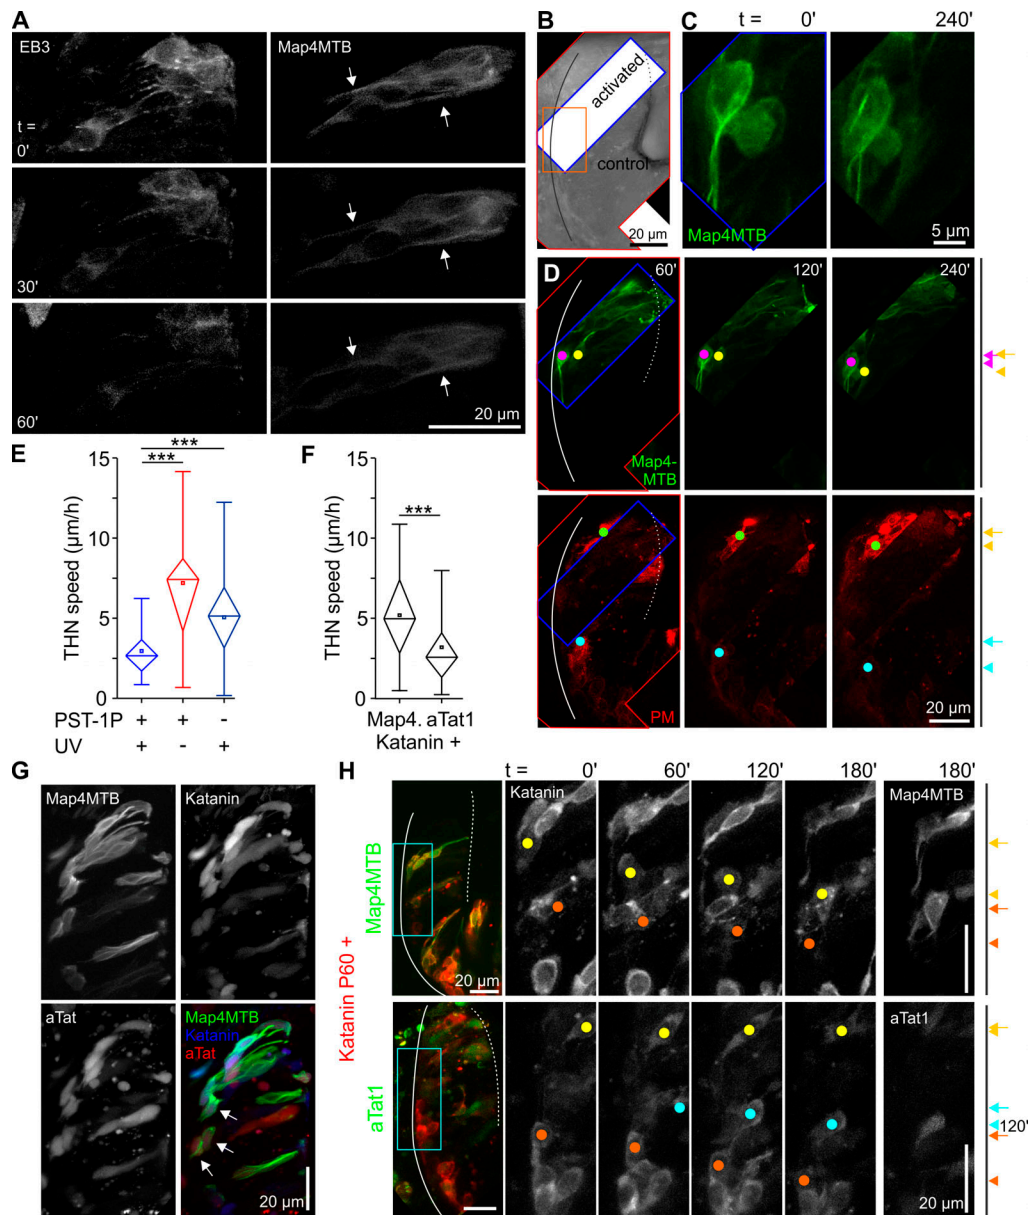 A
EB3
t =
0'
30'
60'
Map4MTB
20 µm
B
activated
control
20 µm
C
t = 0' 240'
Map4MTB
5 µm
D
60' 120' 240'
Map4-
MTB
PM
20 µm
E
THN speed (µm/h)
15
10
5
0
***
***
PST-1P + + -
UV + - +
F
THN speed (µm/h)
15
10
5
0
***
Map4. aTat1
Katanin +
G
Map4MTB
Katanin
aTat
Map4MTB
Katanin
aTat
20 µm
H
t = 0' 60' 120' 180' 180'
Katanin P60 +
Map4MTB
20 µm
Katanin
Map4MTB
aTat1
aTat1
120'
20 µm